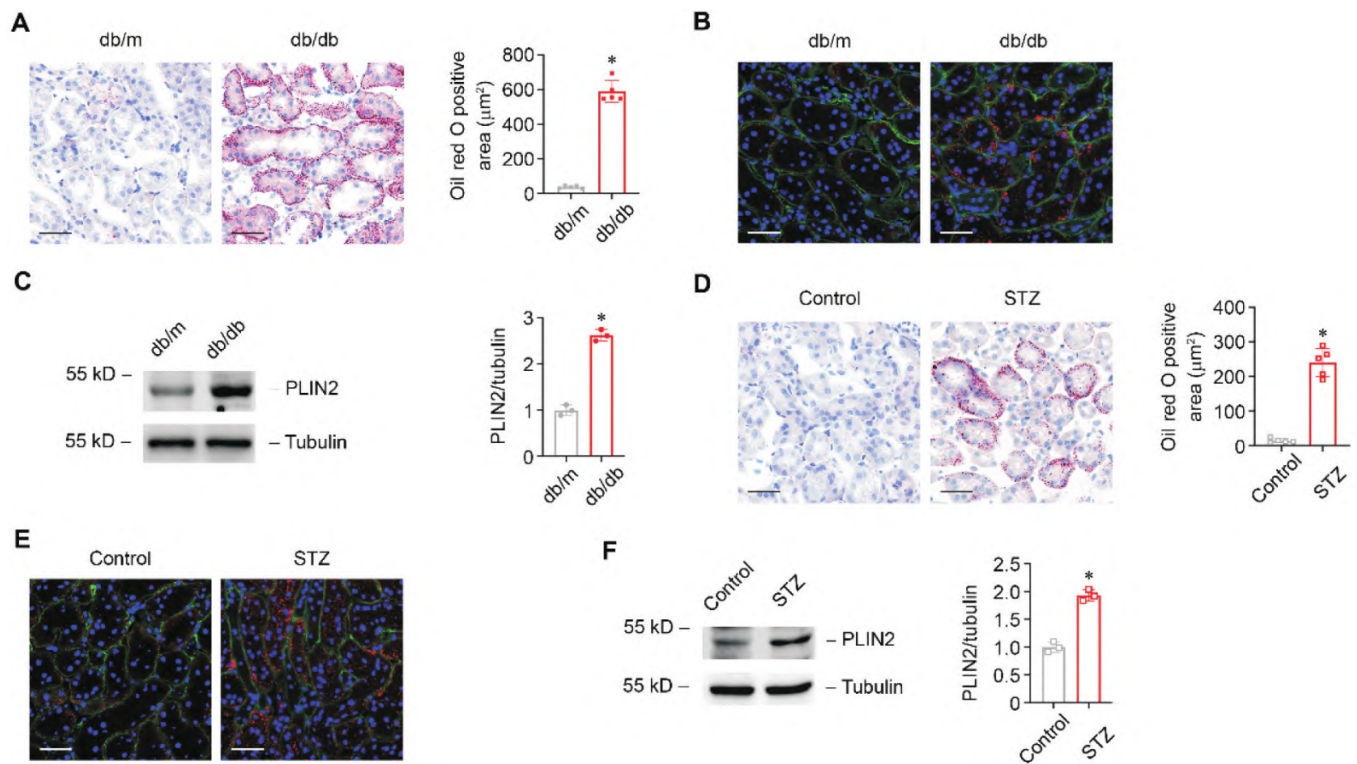 A
db/m
db/db
Oil red O positive
area (μm²)
800
600
400
200
0
*
db/m
db/db
B
db/m
db/db
C
db/m
db/db
55 kD –
– PLIN2
55 kD –
– Tubulin
PLIN2/tubulin
3
2
1
0
*
db/m
db/db
D
Control
STZ
Oil red O positive
area (μm²)
400
300
200
100
0
*
Control
STZ
E
Control
STZ
F
Control
STZ
55 kD –
– PLIN2
55 kD –
– Tubulin
PLIN2/tubulin
2.5
2.0
1.5
1.0
0.5
0
*
Control
STZ